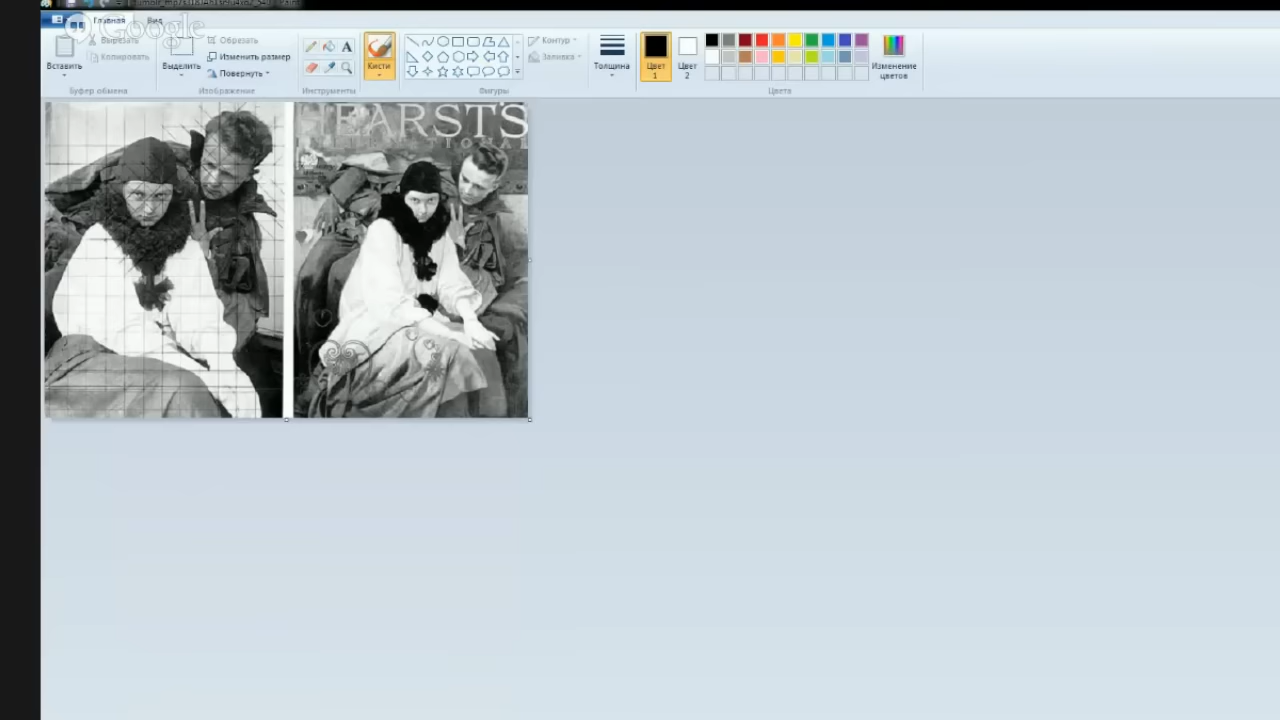 Google
Главная Вид
Вставить
Вырезать
Копировать
Буфер обмена
Выделить
Обрезать
Изменить размер
Повернуть
Изображение
A
Инструменты
Кисти
Фигуры
Контур
Заливка
Толщина
Цвет 1
Цвет 2
Цвета
Изменение цветов
HEARST'S